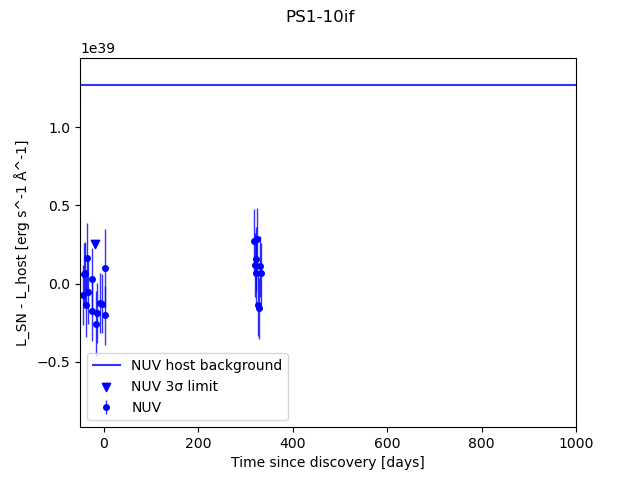 PS1-10if
1e39
1.0
0.5
0.0
−0.5
L_SN - L_host [erg s^-1 Å^-1]
NUV host background
NUV 3σ limit
NUV
0 200 400 600 800 1000
Time since discovery [days]